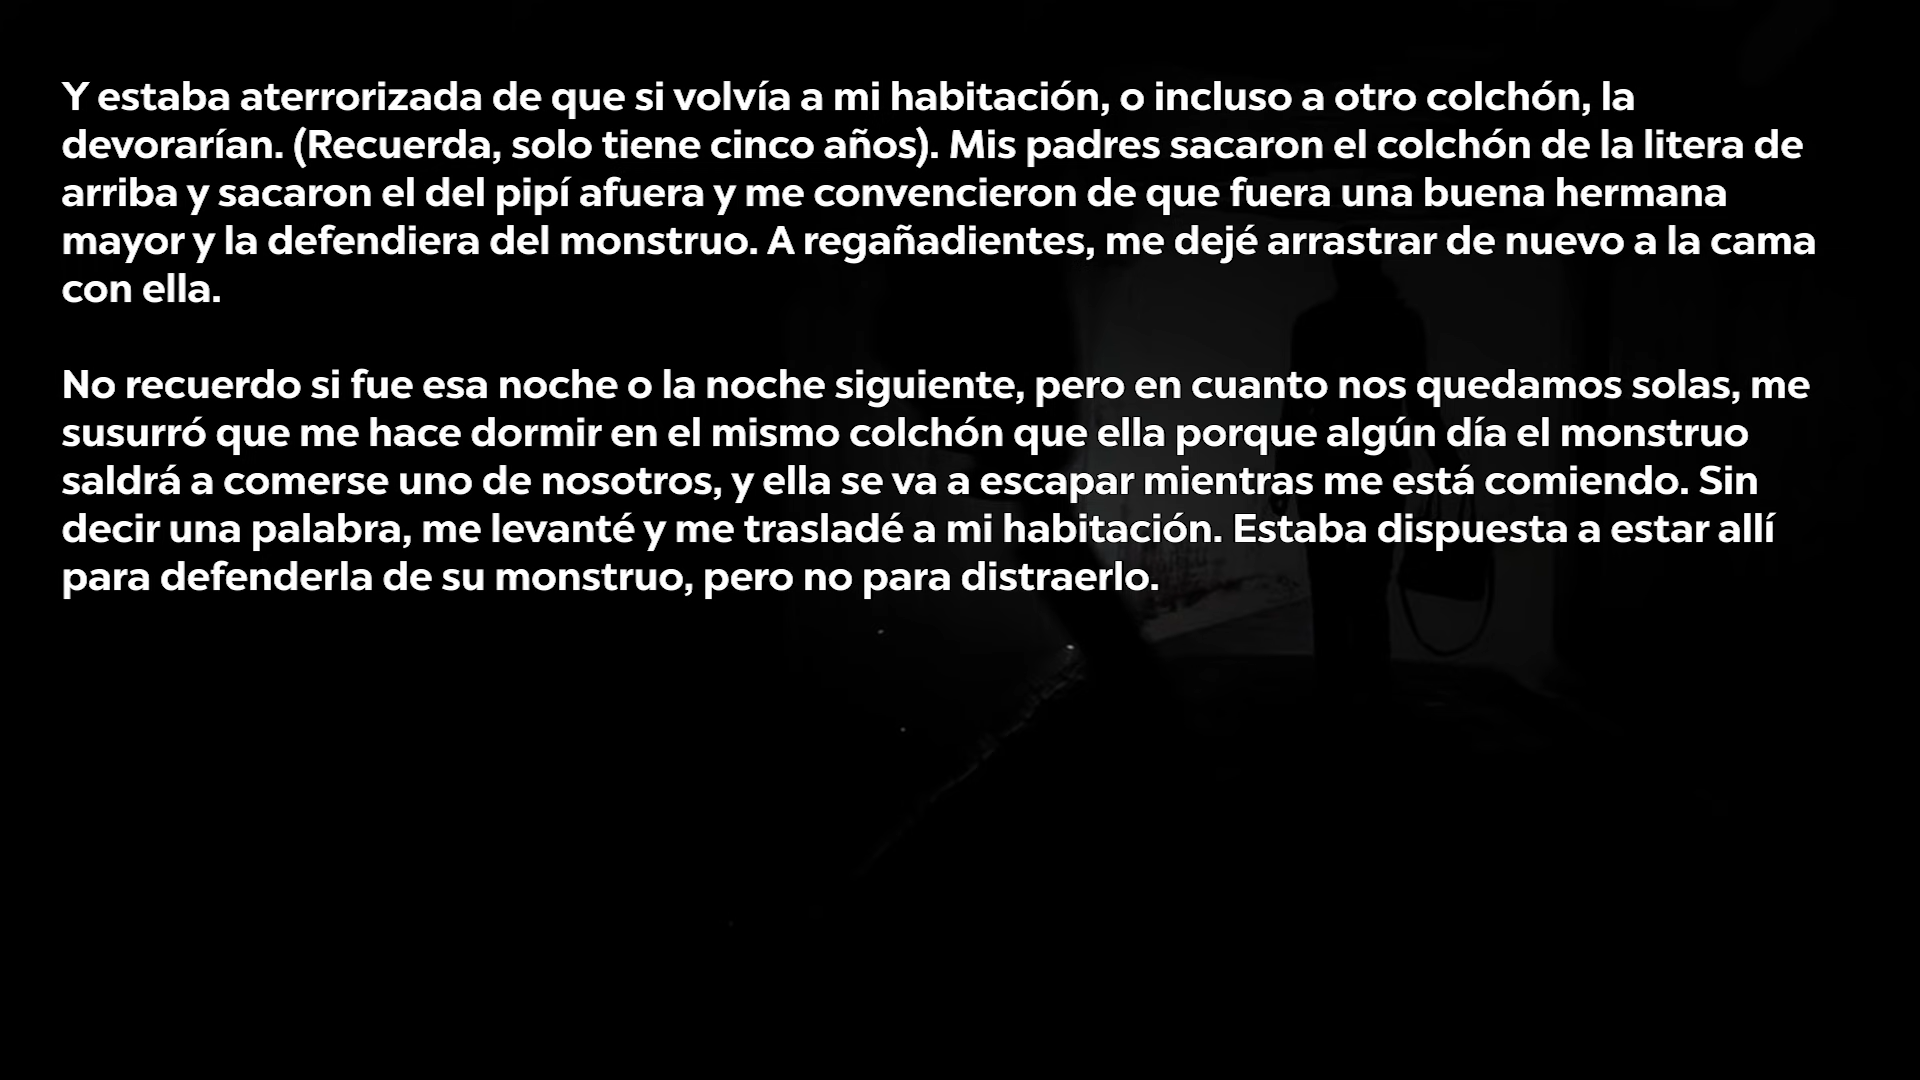 Y estaba aterrorizada de que si volvía a mi habitación, o incluso a otro colchón, la
devorarían. (Recuerda, solo tiene cinco años). Mis padres sacaron el colchón de la litera de
arriba y sacaron el del pipí afuera y me convencieron de que fuera una buena hermana
mayor y la defendiera del monstruo. A regañadientes, me dejé arrastrar de nuevo a la cama
con ella.
No recuerdo si fue esa noche o la noche siguiente, pero en cuanto nos quedamos solas, me
susurró que me hace dormir en el mismo colchón que ella porque algún día el monstruo
saldrá a comerse uno de nosotros, y ella se va a escapar mientras me está comiendo. Sin
decir una palabra, me levanté y me trasladé a mi habitación. Estaba dispuesta a estar allí
para defenderla de su monstruo, pero no para distraerlo.